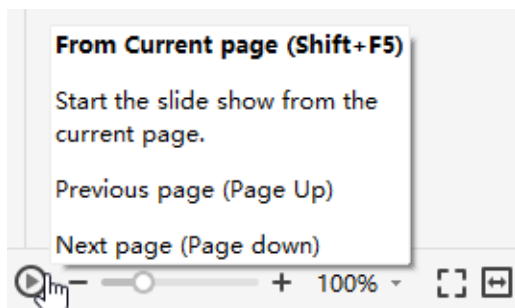 From Current page (Shift+F5)
Start the slide show from the
current page.
Previous page (Page Up)
Next page (Page down)
100%